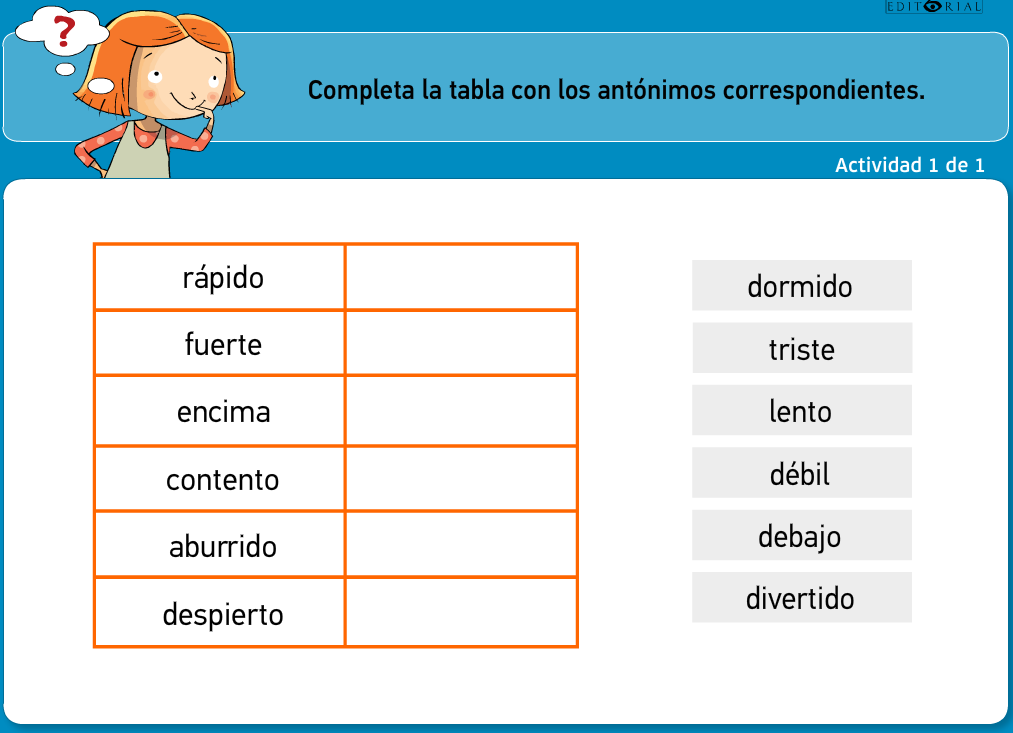 ?
EDITORIAL
Completa la tabla con los antónimos correspondientes.
Actividad 1 de 1
rápido
fuerte
encima
contento
aburrido
despierto
dormido
triste
lento
débil
debajo
divertido